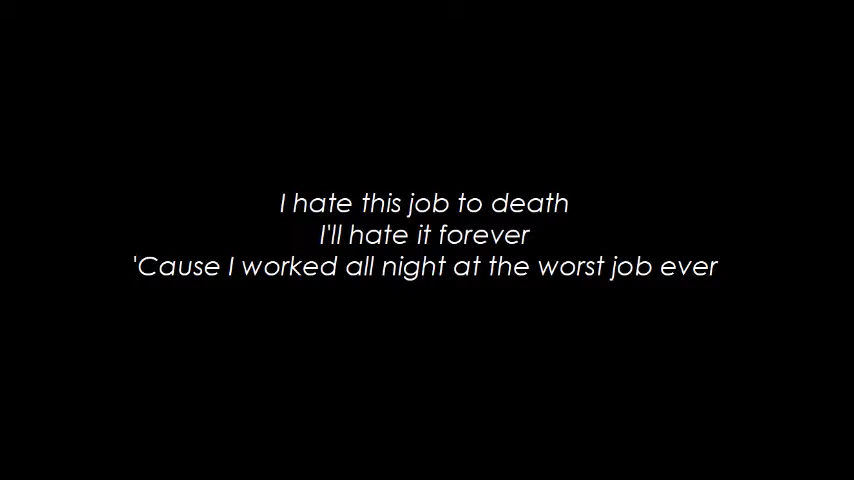 I hate this job to death
I'll hate it forever
'Cause I worked all night at the worst job ever